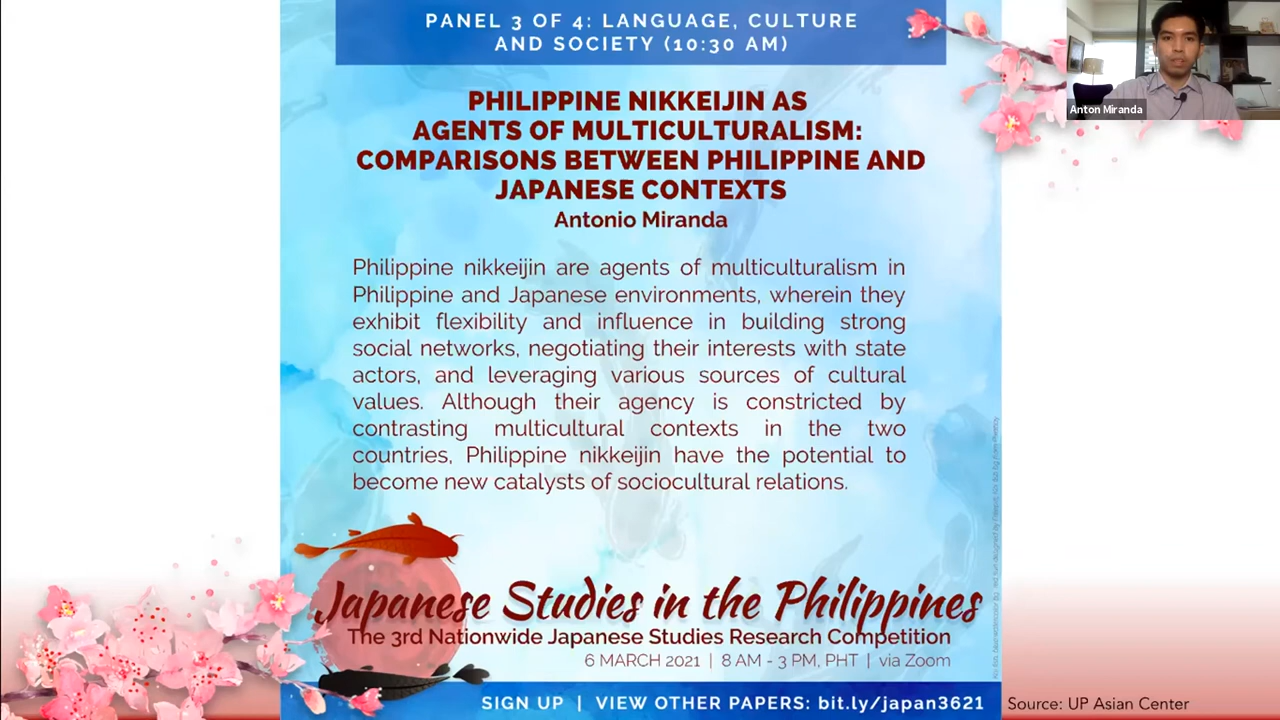 PANEL 3 OF 4: LANGUAGE, CULTURE
AND SOCIETY (10:30 AM)
Anton Miranda
PHILIPPINE NIKKEIJIN AS
AGENTS OF MULTICULTURALISM:
COMPARISONS BETWEEN PHILIPPINE AND
JAPANESE CONTEXTS
Antonio Miranda
Philippine nikkeijin are agents of multiculturalism in
Philippine and Japanese environments, wherein they
exhibit flexibility and influence in building strong
social networks, negotiating their interests with state
actors, and leveraging various sources of cultural
values. Although their agency is constricted by
contrasting multicultural contexts in the two
countries, Philippine nikkeijin have the potential to
become new catalysts of sociocultural relations.
Japanese Studies in the Philippines
The 3rd Nationwide Japanese Studies Research Competition
6 MARCH 2021 | 8 AM - 3 PM, PHT | via Zoom
SIGN UP | VIEW OTHER PAPERS: bit.ly/japan3621
Source: UP Asian Center